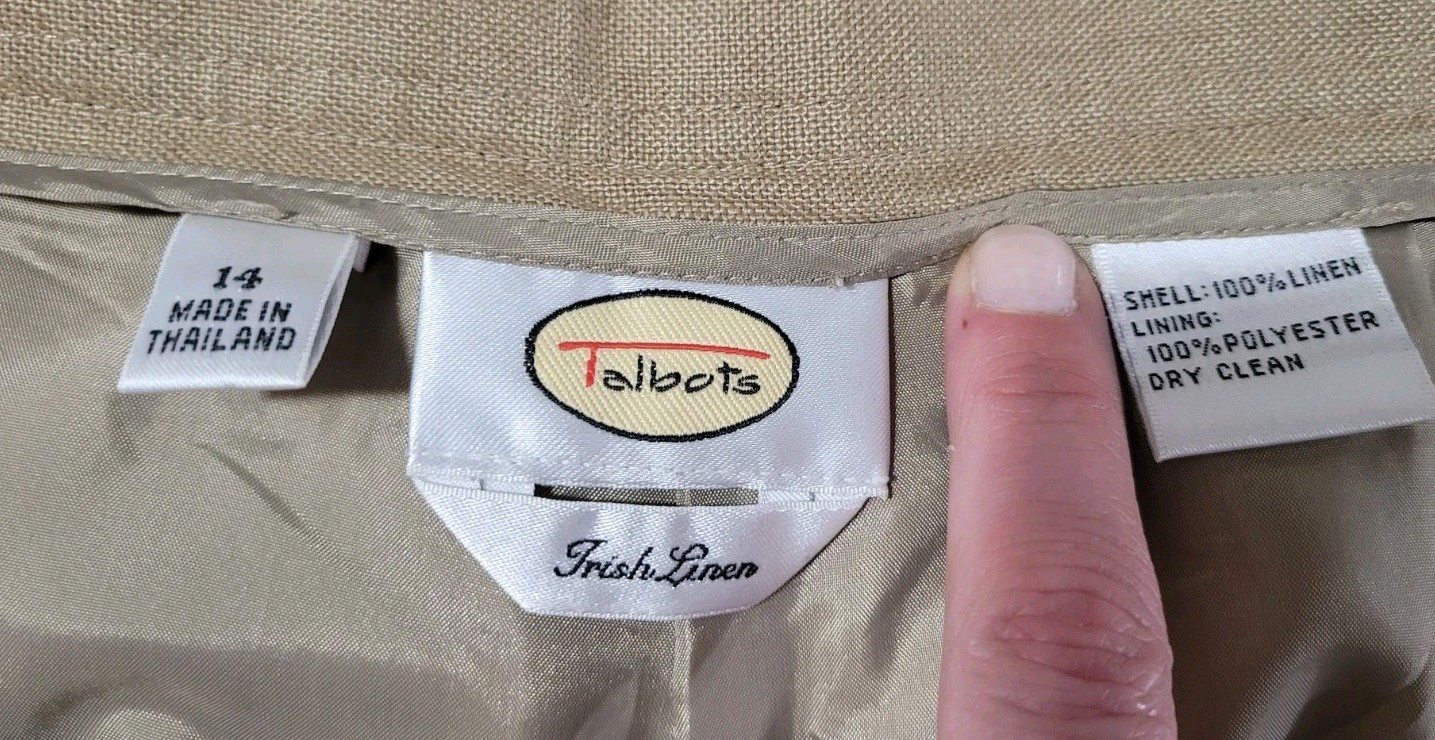 14
MADE IN
THAILAND
Talbots
Irish Linen
SHELL:100%LINEN
LINING:
100%POLYESTER
DRY CLEAN